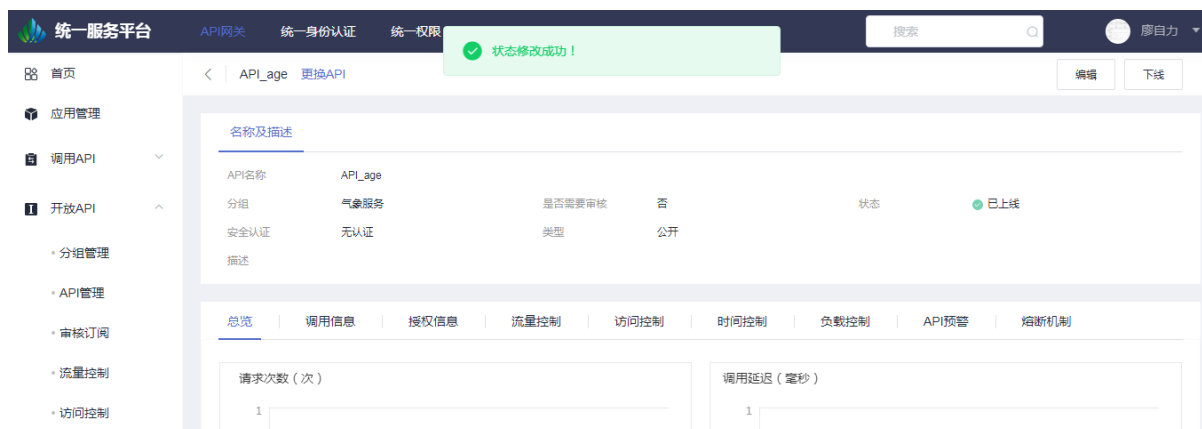 统一服务平台 API网关 统一身份认证 统一权限 搜索 廖自力
状态修改成功！
首页 API_age 更换API 编辑 下线
应用管理
名称及描述
调用API
API名称 API_age
开放API 分组 气象服务 是否需要审核 否 状态 已上线
安全认证 无认证 类型 公开
分组管理
描述
API管理
总览 调用信息 授权信息 流量控制 访问控制 时间控制 负载控制 API预警 熔断机制
审核订阅
流量控制 请求次数（次） 调用延迟（毫秒）
访问控制 1 1